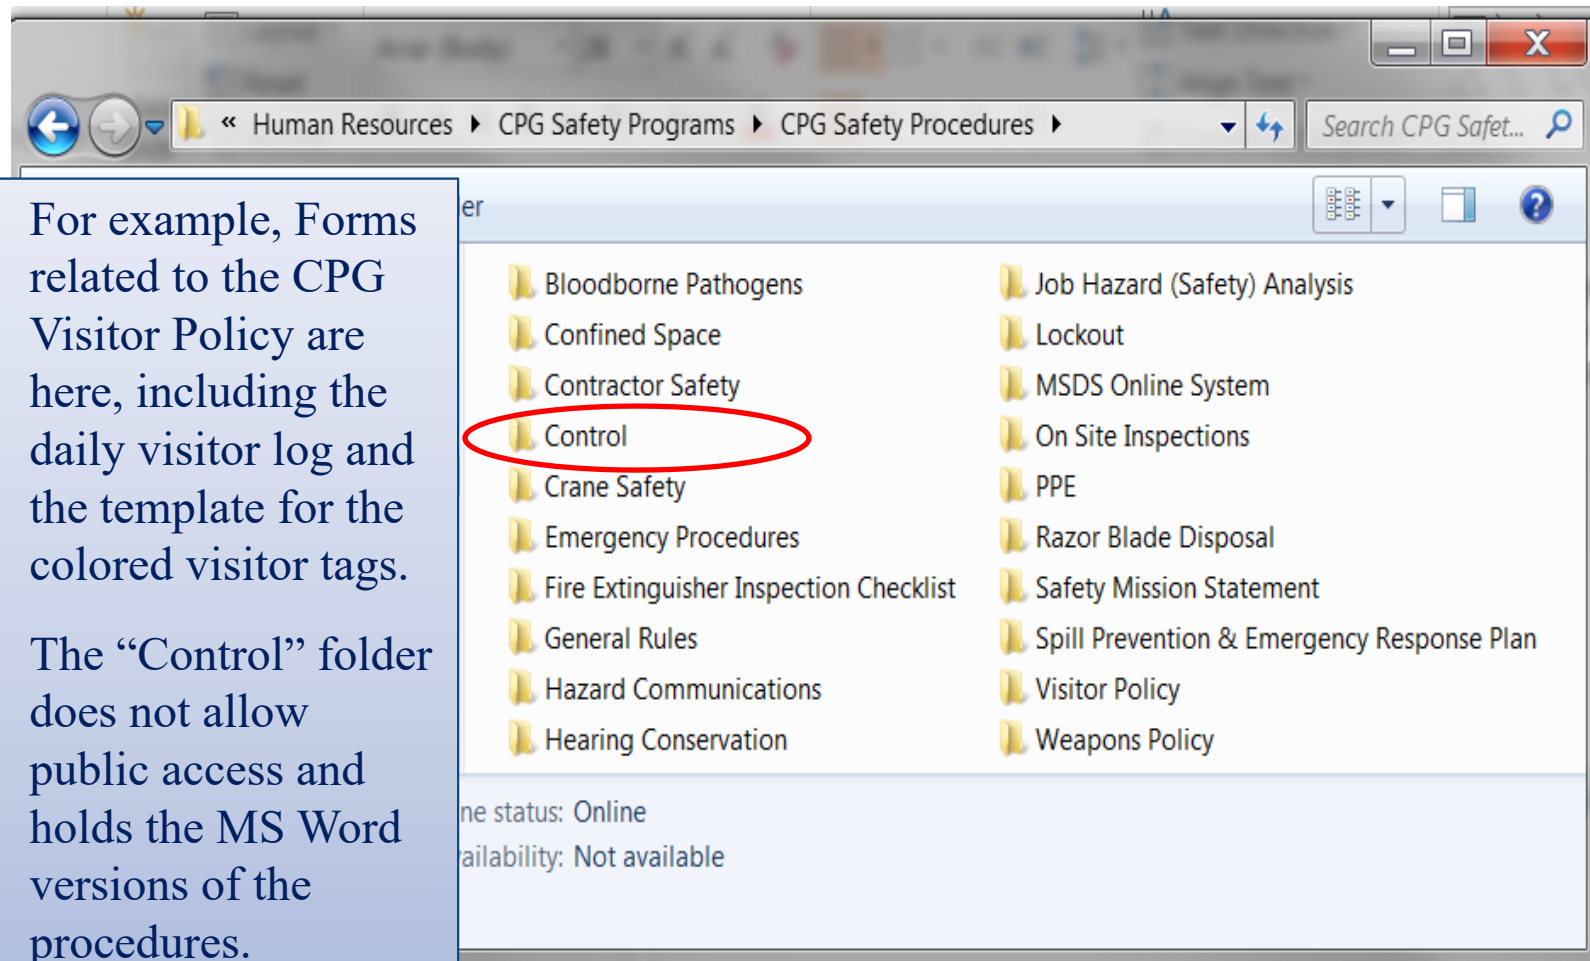 « Human Resources CPG Safety Programs CPG Safety Procedures
Search CPG Safet...
er
For example, Forms
related to the CPG
Visitor Policy are
here, including the
daily visitor log and
the template for the
colored visitor tags.
The “Control” folder
does not allow
public access and
holds the MS Word
versions of the
procedures.
Bloodborne Pathogens
Confined Space
Contractor Safety
Control
Crane Safety
Emergency Procedures
Fire Extinguisher Inspection Checklist
General Rules
Hazard Communications
Hearing Conservation
Job Hazard (Safety) Analysis
Lockout
MSDS Online System
On Site Inspections
PPE
Razor Blade Disposal
Safety Mission Statement
Spill Prevention & Emergency Response Plan
Visitor Policy
Weapons Policy
ne status: Online
ailability: Not available